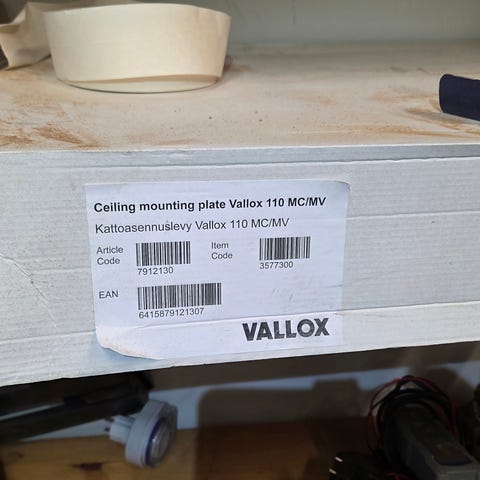 Ceiling mounting plate Vallox 110 MC/MV
Kattoasennuslevy Vallox 110 MC/MV
Article Code 7912130
Item Code 3577300
EAN 6415879121307
VALLOX